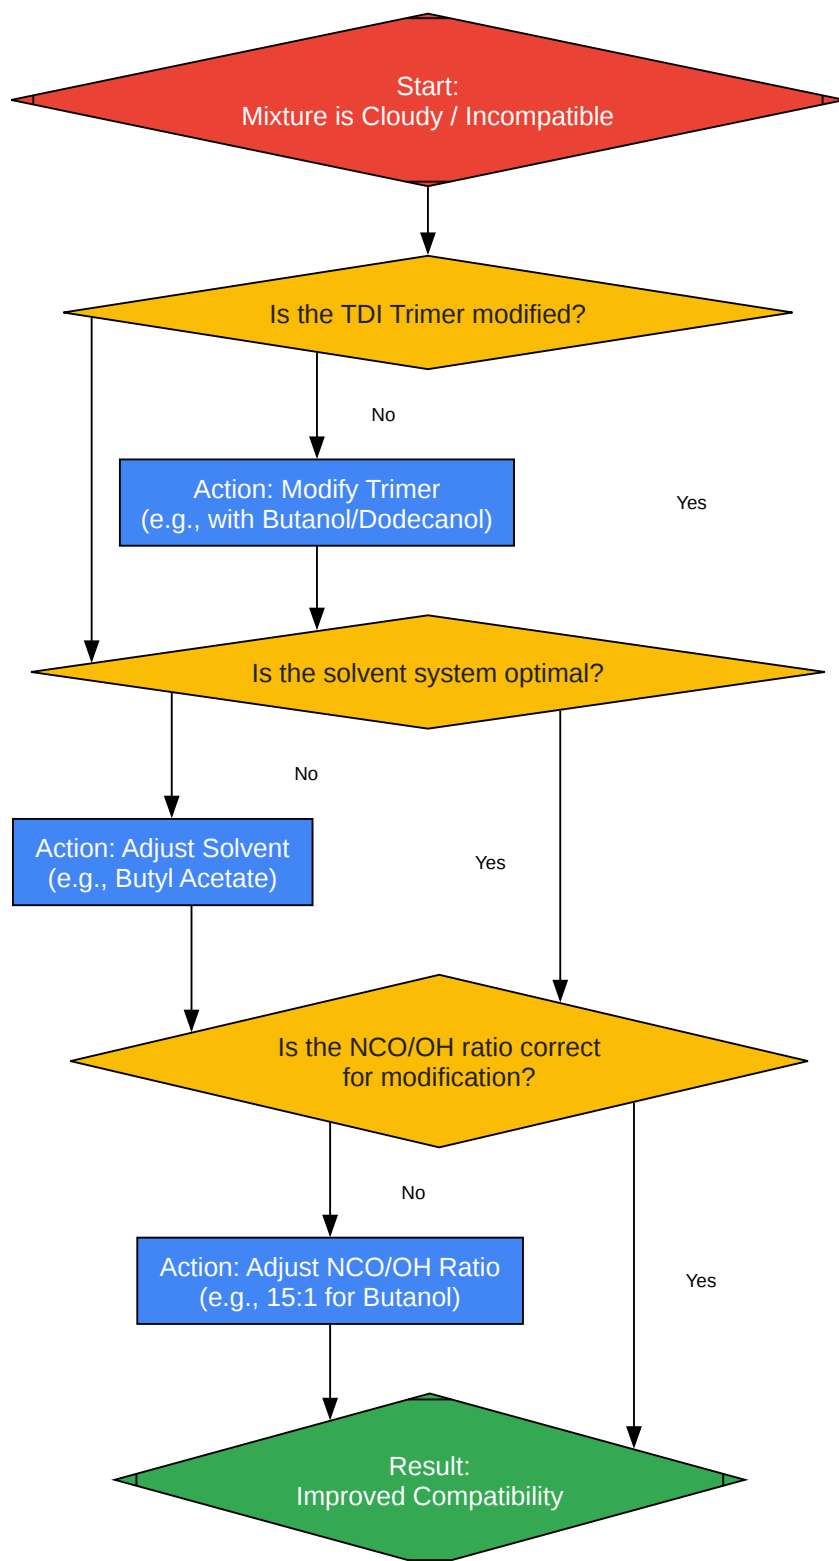 Start:
Mixture is Cloudy / Incompatible
Is the TDI Trimer modified?
No
Action: Modify Trimer
(e.g., with Butanol/Dodecanol)
Yes
Is the solvent system optimal?
No
Action: Adjust Solvent
(e.g., Butyl Acetate)
Yes
Is the NCO/OH ratio correct
for modification?
No
Action: Adjust NCO/OH Ratio
(e.g., 15:1 for Butanol)
Yes
Result:
Improved Compatibility